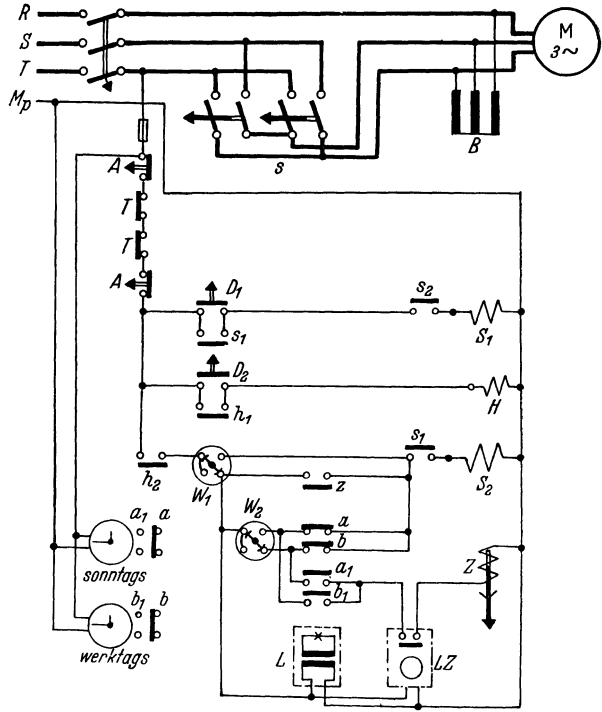 R
M
3~
S
T
Mp
s
B
A
T
T
A
D1
s2
s1
S1
D2
h1
H
s1
h2
W1
z
S2
W2
a
b
a1
b1
Z
a1 a
sonntags
b1 b
werktags
L
LZ